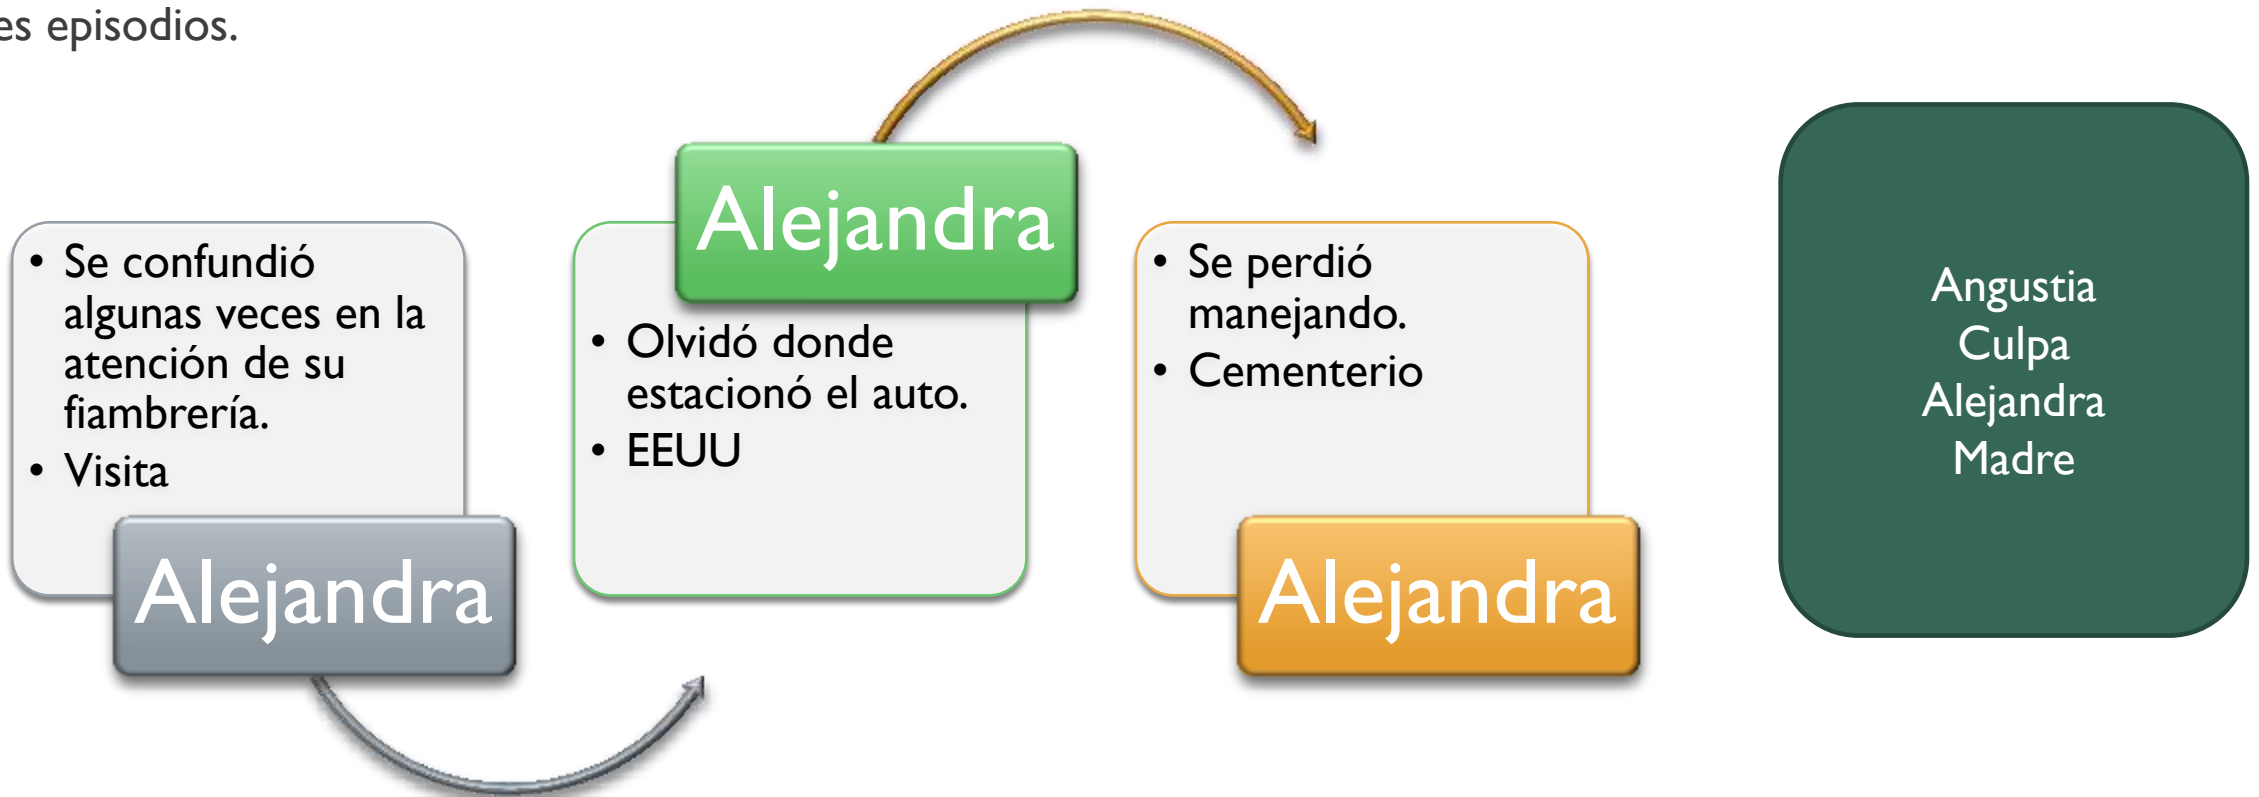 es episodios.
• Se confundió
algunas veces en la
atención de su
fiambrería.
• Visita
Alejandra
Alejandra
• Olvidó donde
estacionó el auto.
• EEUU
• Se perdió
manejando.
• Cementerio
Alejandra
Angustia
Culpa
Alejandra
Madre